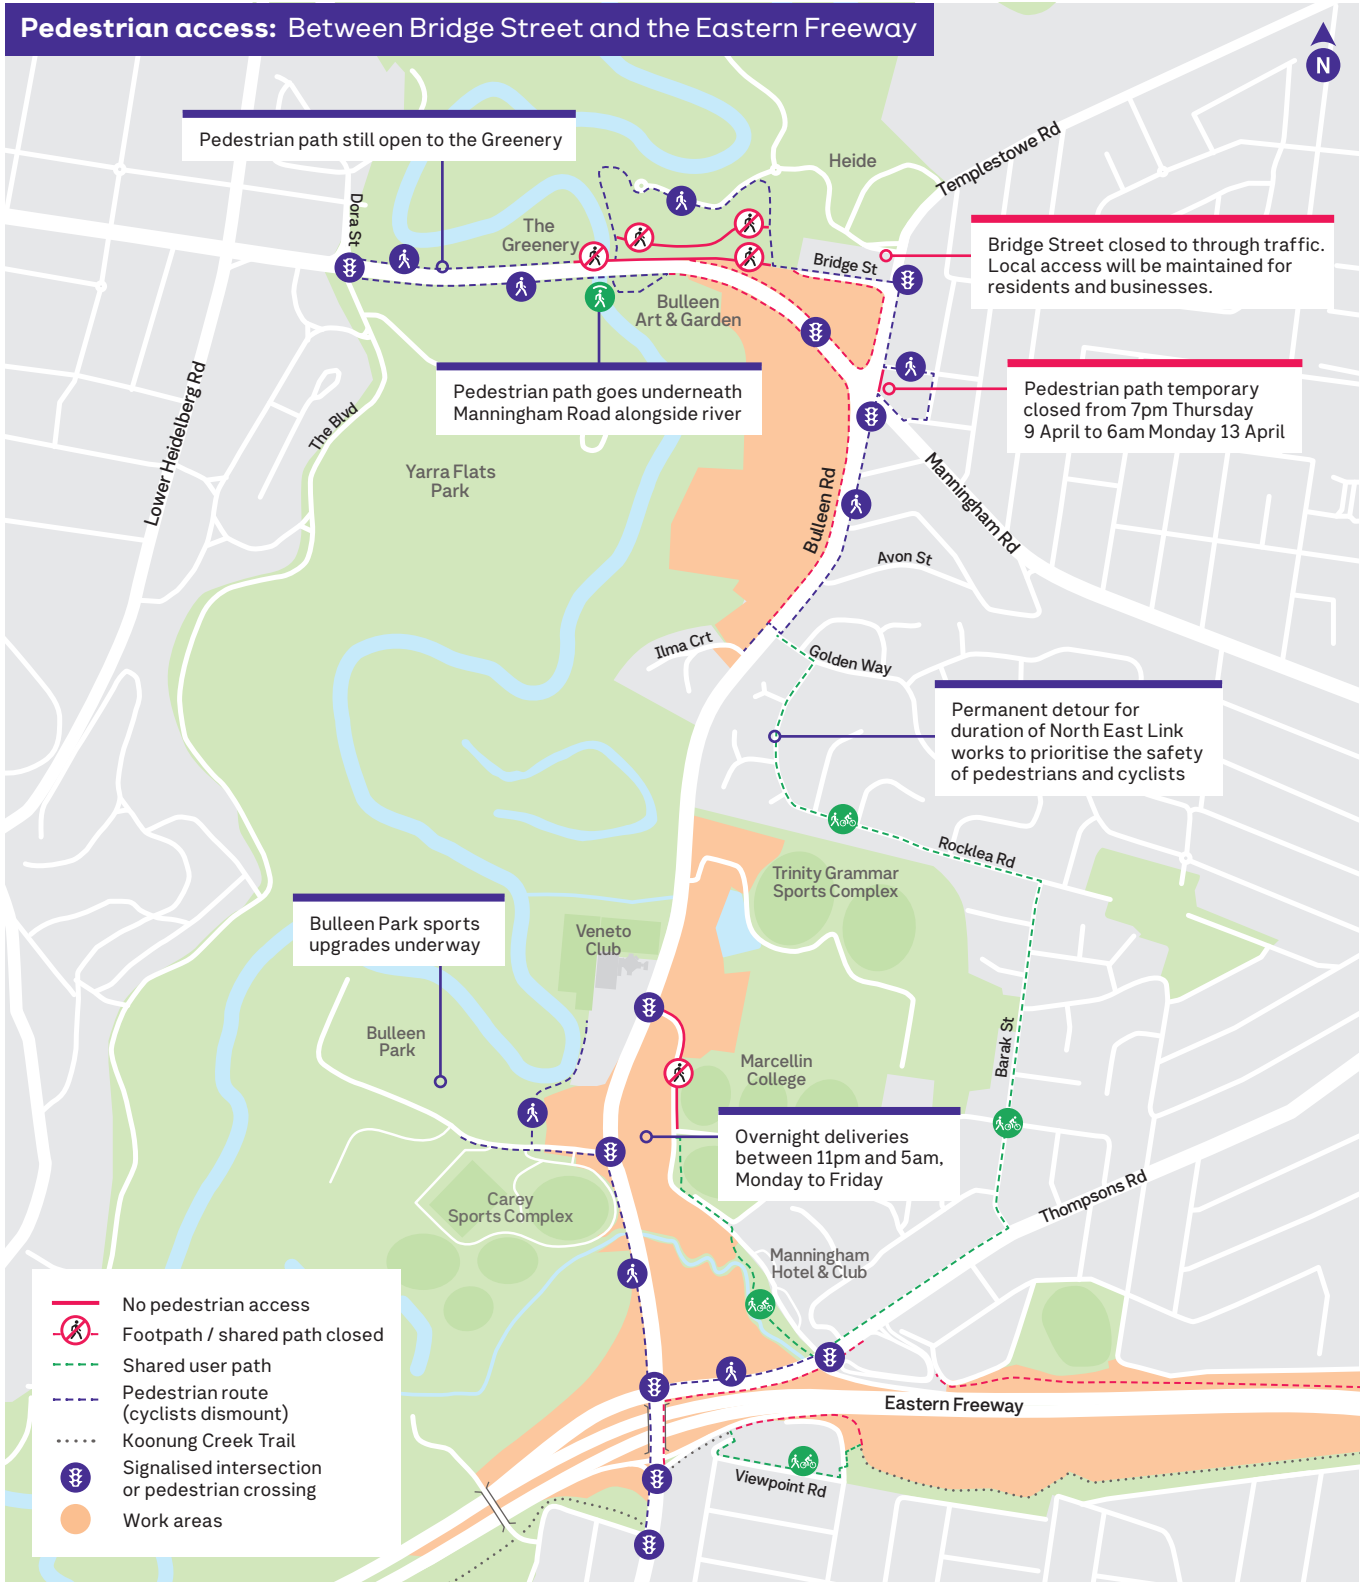 Pedestrian access: Between Bridge Street and the Eastern Freeway
N
Pedestrian path still open to the Greenery
Heide
Templestowe Rd
Dora St
The
Greenery
Bridge St
Bridge Street closed to through traffic.
Local access will be maintained for
residents and businesses.
Bulleen
Art & Garden
Pedestrian path goes underneath
Manningham Road alongside river
Pedestrian path temporary
closed from 7pm Thursday
9 April to 6am Monday 13 April
Lower Heidelberg Rd
The Blvd
Yarra Flats
Park
Bulleen Rd
Manningham Rd
Avon St
Ilma Crt
Golden Way
Permanent detour for
duration of North East Link
works to prioritise the safety
of pedestrians and cyclists
Rocklea Rd
Trinity Grammar
Sports Complex
Bulleen Park sports
upgrades underway
Veneto
Club
Bulleen
Park
Barak St
Marcellin
College
Overnight deliveries
between 11pm and 5am,
Monday to Friday
Thompsons Rd
Carey
Sports Complex
Manningham
Hotel & Club
Eastern Freeway
Viewpoint Rd
No pedestrian access
Footpath / shared path closed
Shared user path
Pedestrian route
(cyclists dismount)
Koonung Creek Trail
Signalised intersection
or pedestrian crossing
Work areas